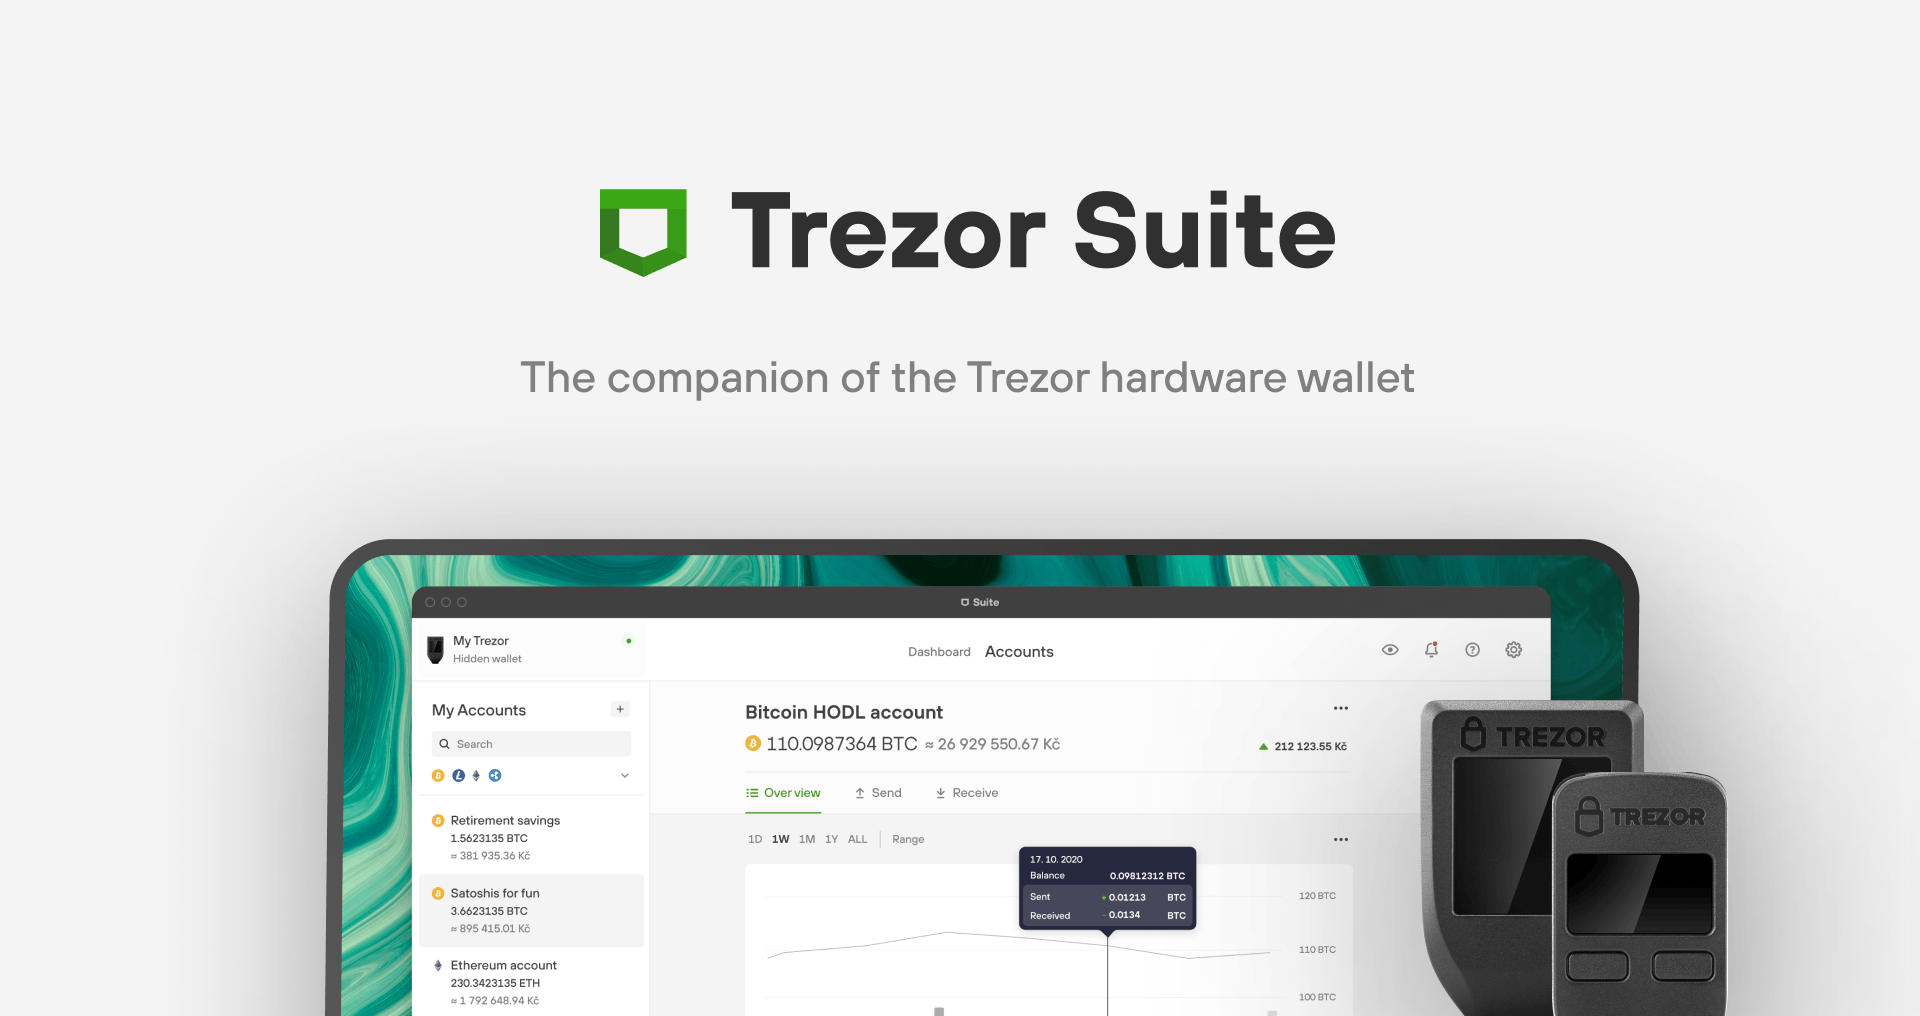 Trezor Suite
The companion of the Trezor hardware wallet
Suite
My Trezor
Hidden wallet
Dashboard Accounts
My Accounts
+
Search
Retirement savings
1.5623135 BTC
≈ 381 935.36 Kč
Satoshis for fun
3.6623135 BTC
≈ 895 415.01 Kč
Ethereum account
230.3423135 ETH
≈ 1 792 648.94 Kč
Bitcoin HODL account
110.0987364 BTC ≈ 26 929 550.67 Kč
212 123.55 Kč
Over view Send Receive
1D 1W 1M 1Y ALL Range
17. 10. 2020
Balance 0.09812312 BTC
Sent + 0.01213 BTC
Received - 0.0134 BTC
120 BTC
110 BTC
100 BTC
TREZOR
TREZOR